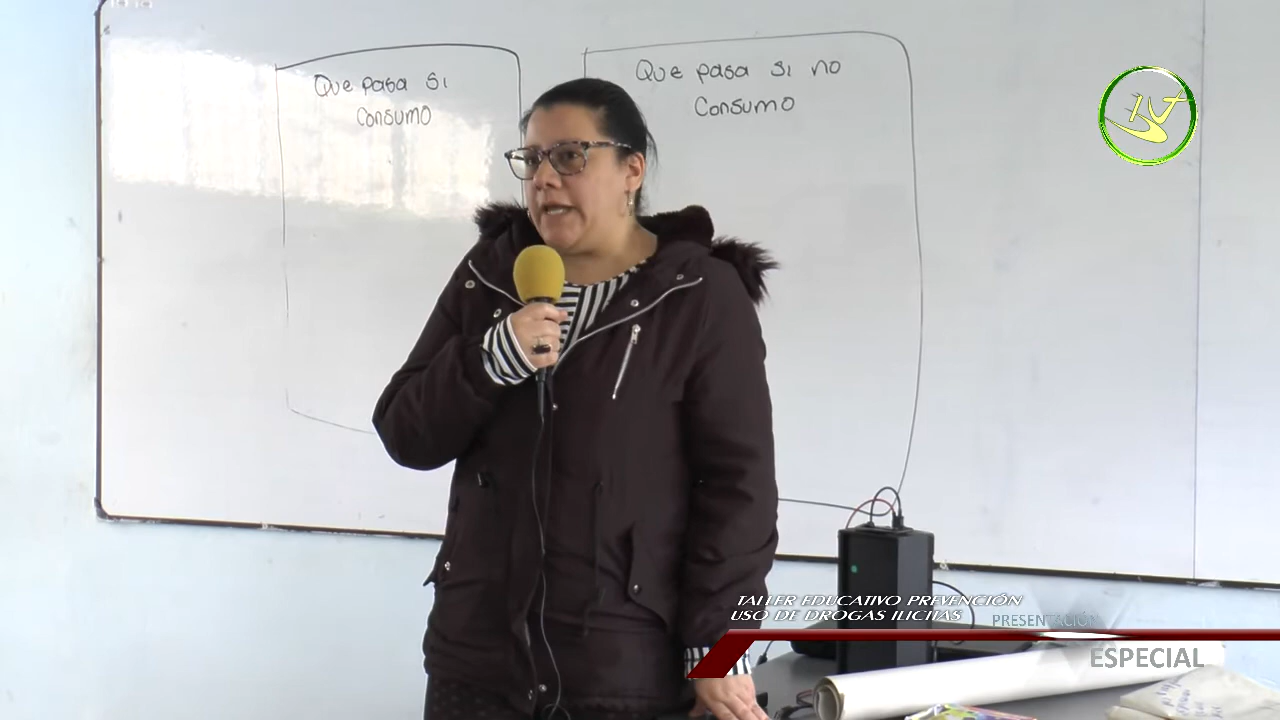 Que pasa si
consumo
Que pasa si no
consumo
TALLER EDUCATIVO PREVENCIÓN
USO DE DROGAS ILICITAS
PRESENTACIÓN
ESPECIAL